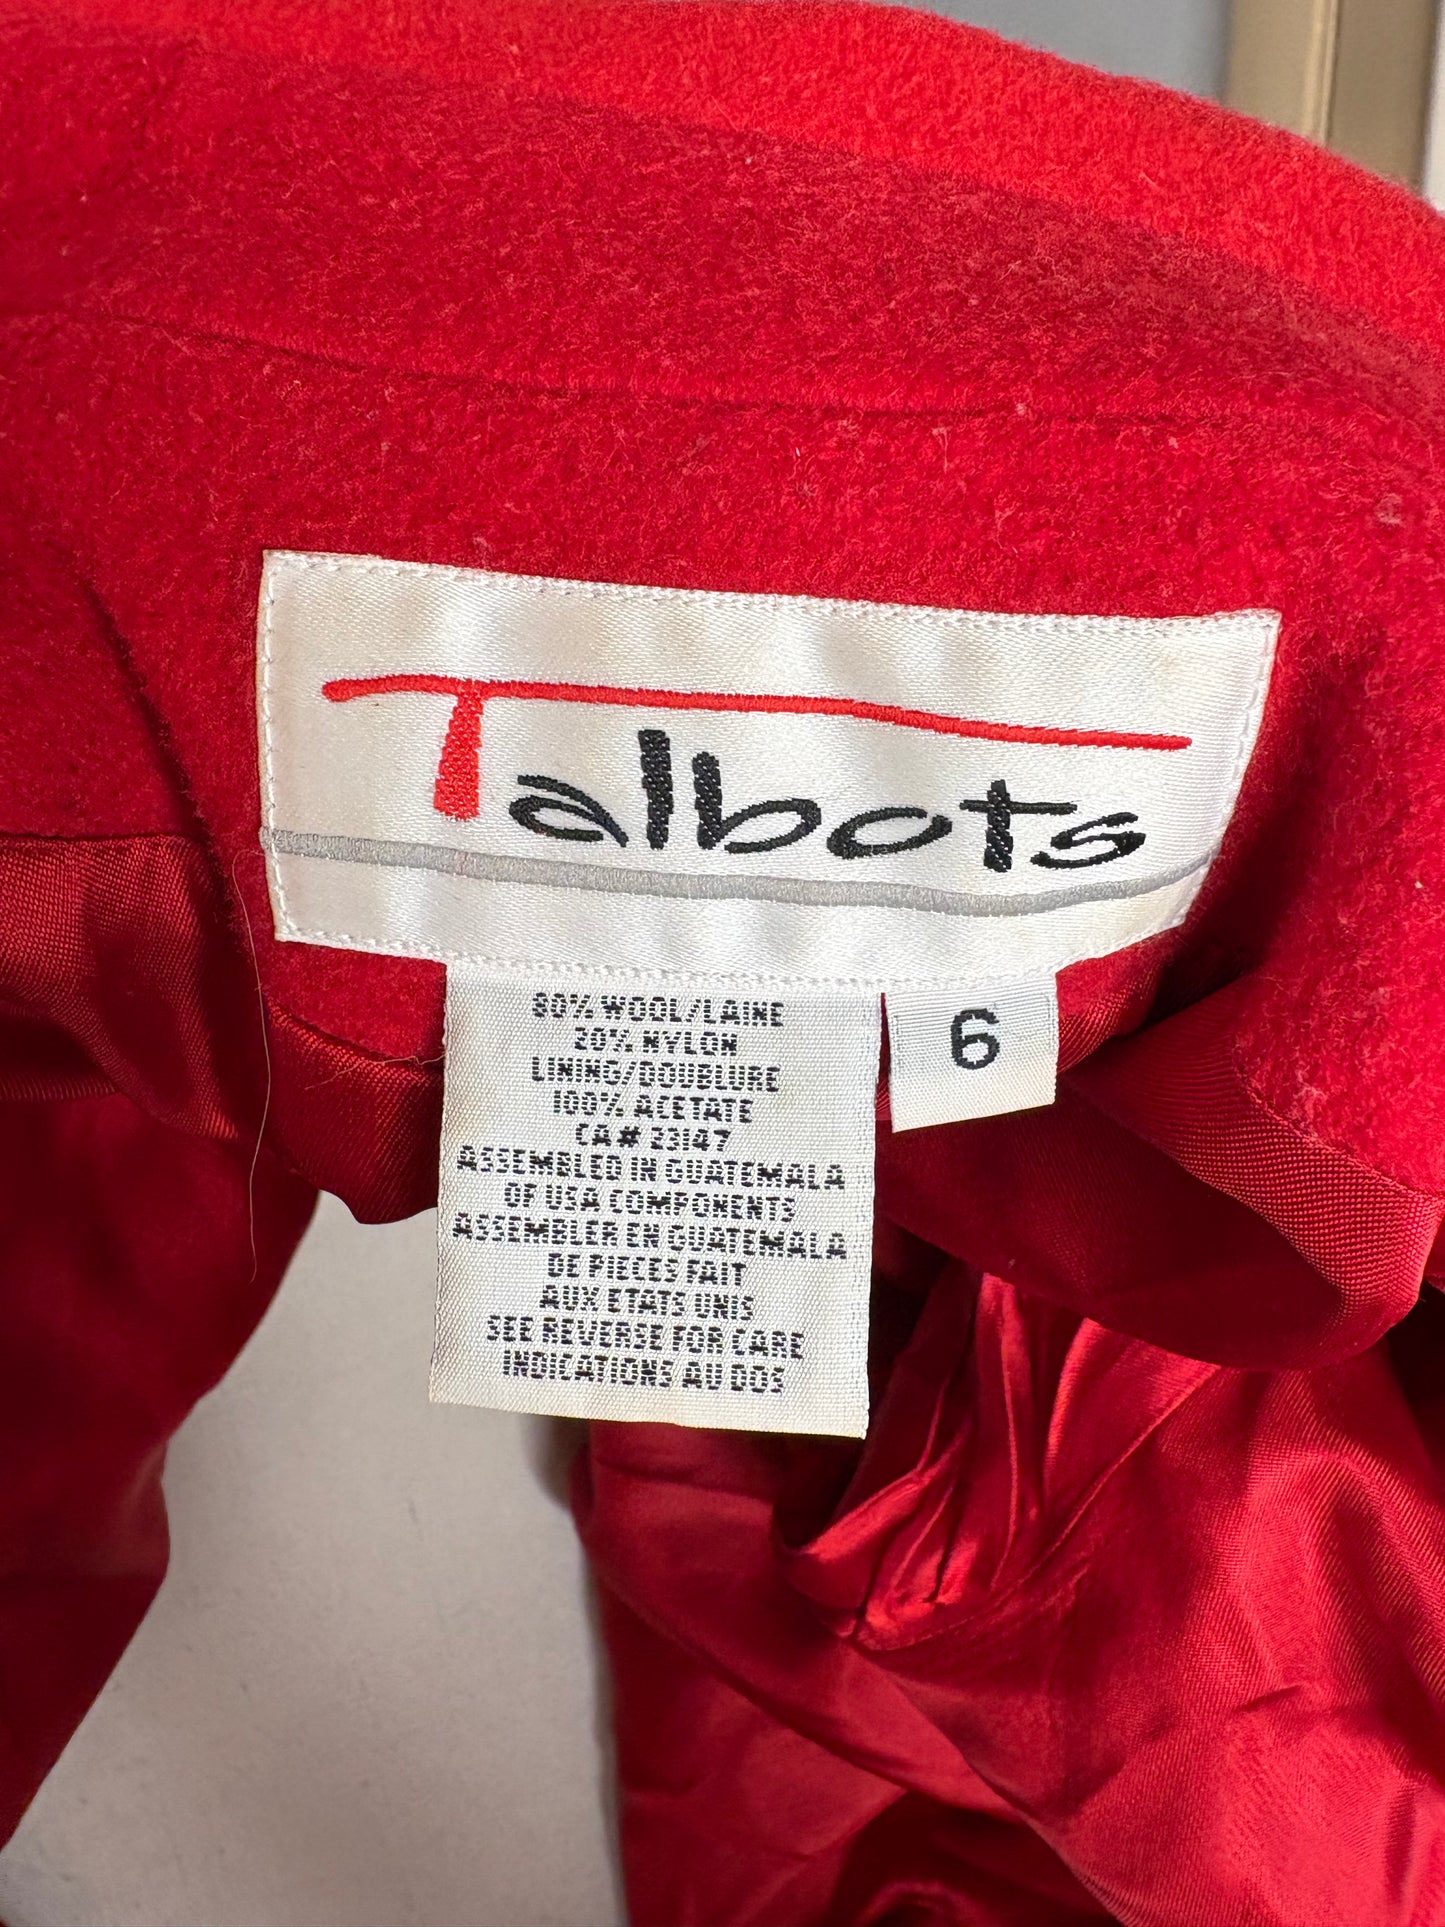 Talbots
6
80% WOOL/LAINE
20% NYLON
LINING/DOUBLURE
100% ACETATE
CA# 23147
ASSEMBLED IN GUATEMALA
OF USA COMPONENTS
ASSEMBLER EN GUATEMALA
DE PIECES FAIT
AUX ETATS UNIS
SEE REVERSE FOR CARE
INDICATIONS AU DOS